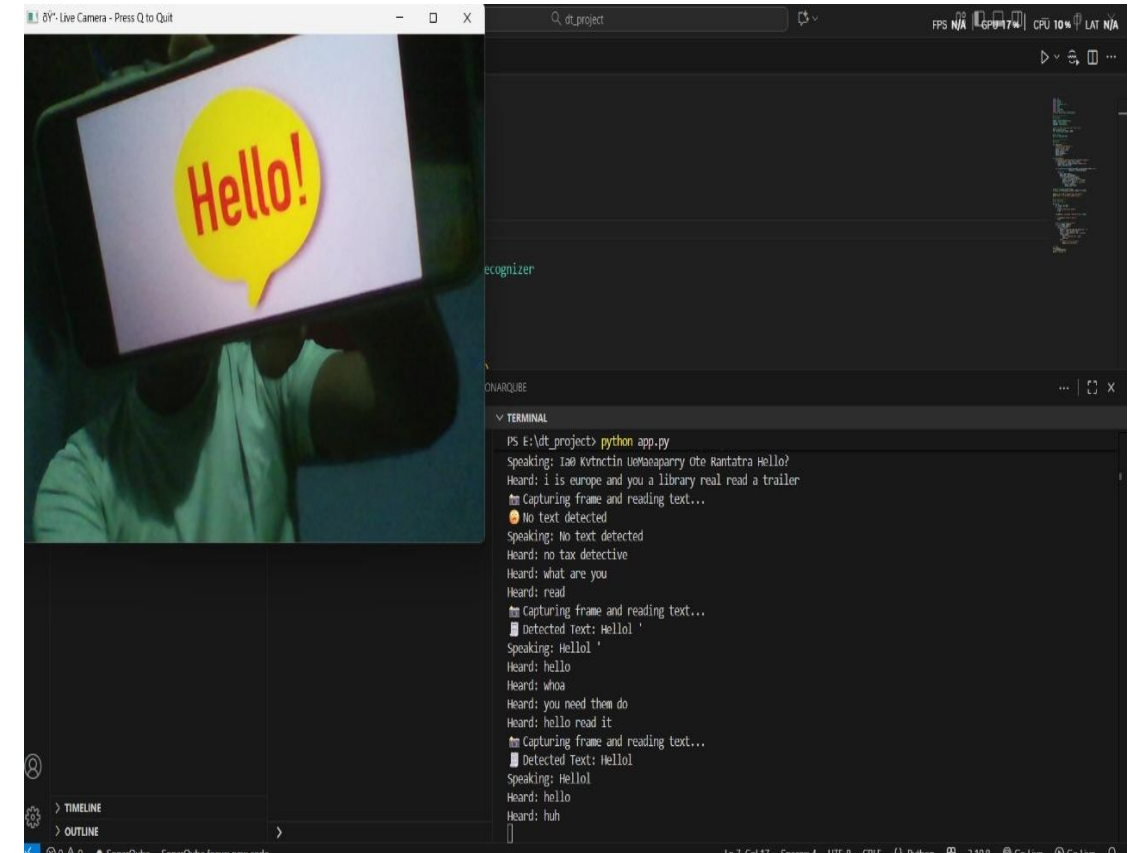 ðŸ“· Live Camera - Press Q to Quit
dt_project
FPS N/A GPU 17% CPU 10% LAT N/A
Hello!
ecognizer
ONARQUBE
TERMINAL
PS E:\dt_project> python app.py
Speaking: Ia0 Kvtnctin UeMaeaparry Ote Rantatra Hello?
Heard: i is europe and you a library real read a trailer
📷 Capturing frame and reading text...
No text detected
Speaking: No text detected
Heard: no tax detective
Heard: what are you
Heard: read
📷 Capturing frame and reading text...
Detected Text: Hellol '
Speaking: Hellol '
Heard: hello
Heard: whoa
Heard: you need them do
Heard: hello read it
📷 Capturing frame and reading text...
Detected Text: Hellol
Speaking: Hellol
Heard: hello
Heard: huh
TIMELINE
OUTLINE